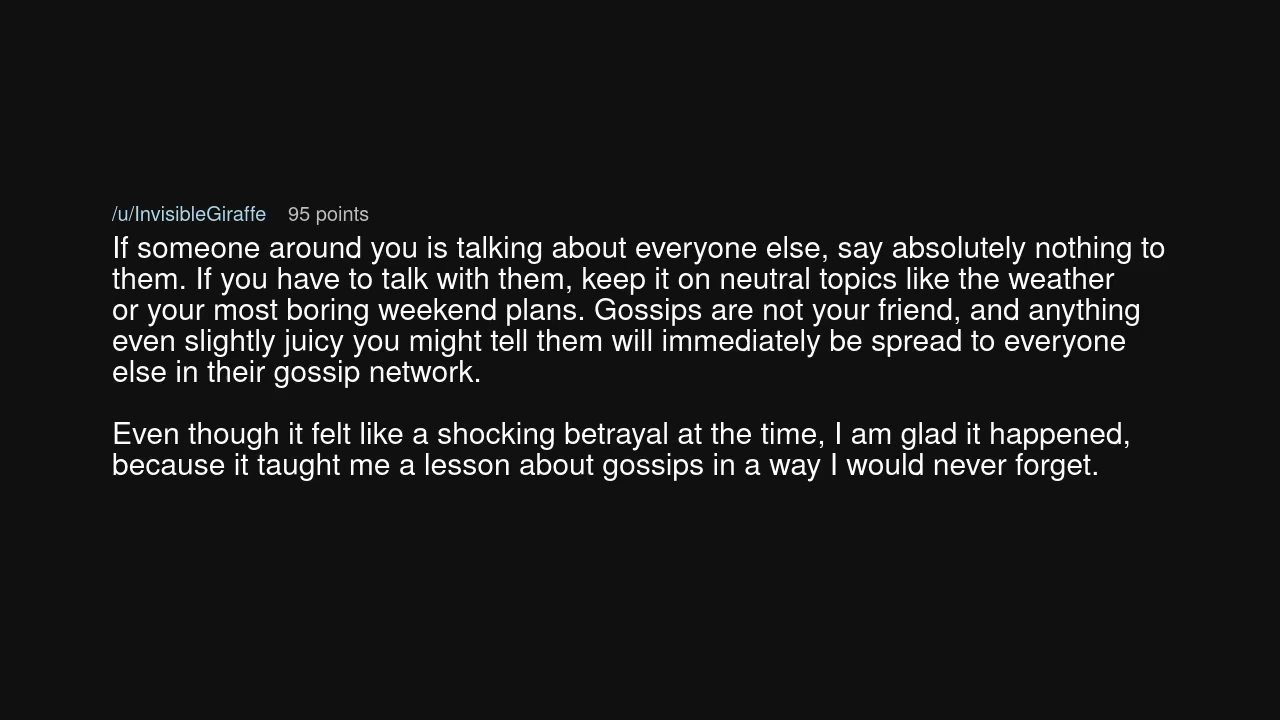 /u/InvisibleGiraffe 95 points
If someone around you is talking about everyone else, say absolutely nothing to
them. If you have to talk with them, keep it on neutral topics like the weather
or your most boring weekend plans. Gossips are not your friend, and anything
even slightly juicy you might tell them will immediately be spread to everyone
else in their gossip network.
Even though it felt like a shocking betrayal at the time, I am glad it happened,
because it taught me a lesson about gossips in a way I would never forget.